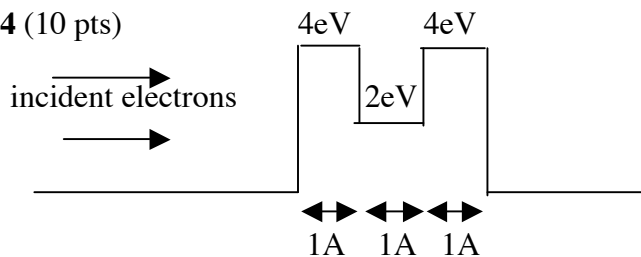 4 (10 pts)
4eV 4eV
incident electrons
2eV
1A 1A 1A